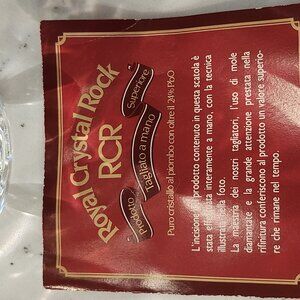 Royal Crystal Rock
RCR
Prodotto Tagliato a mano Superiore
Puro cristallo al piombo con oltre il 24% PbO
L'incisione del prodotto contenuto in questa scatola è
stata effettuata interamente a mano, con la tecnica
illustrata nella foto.
La maestria dei nostri tagliatori, l'uso di mole
diamantate e la grande attenzione prestata nella
rifinitura conferiscono al prodotto un valore superio-
re che rimane nel tempo.